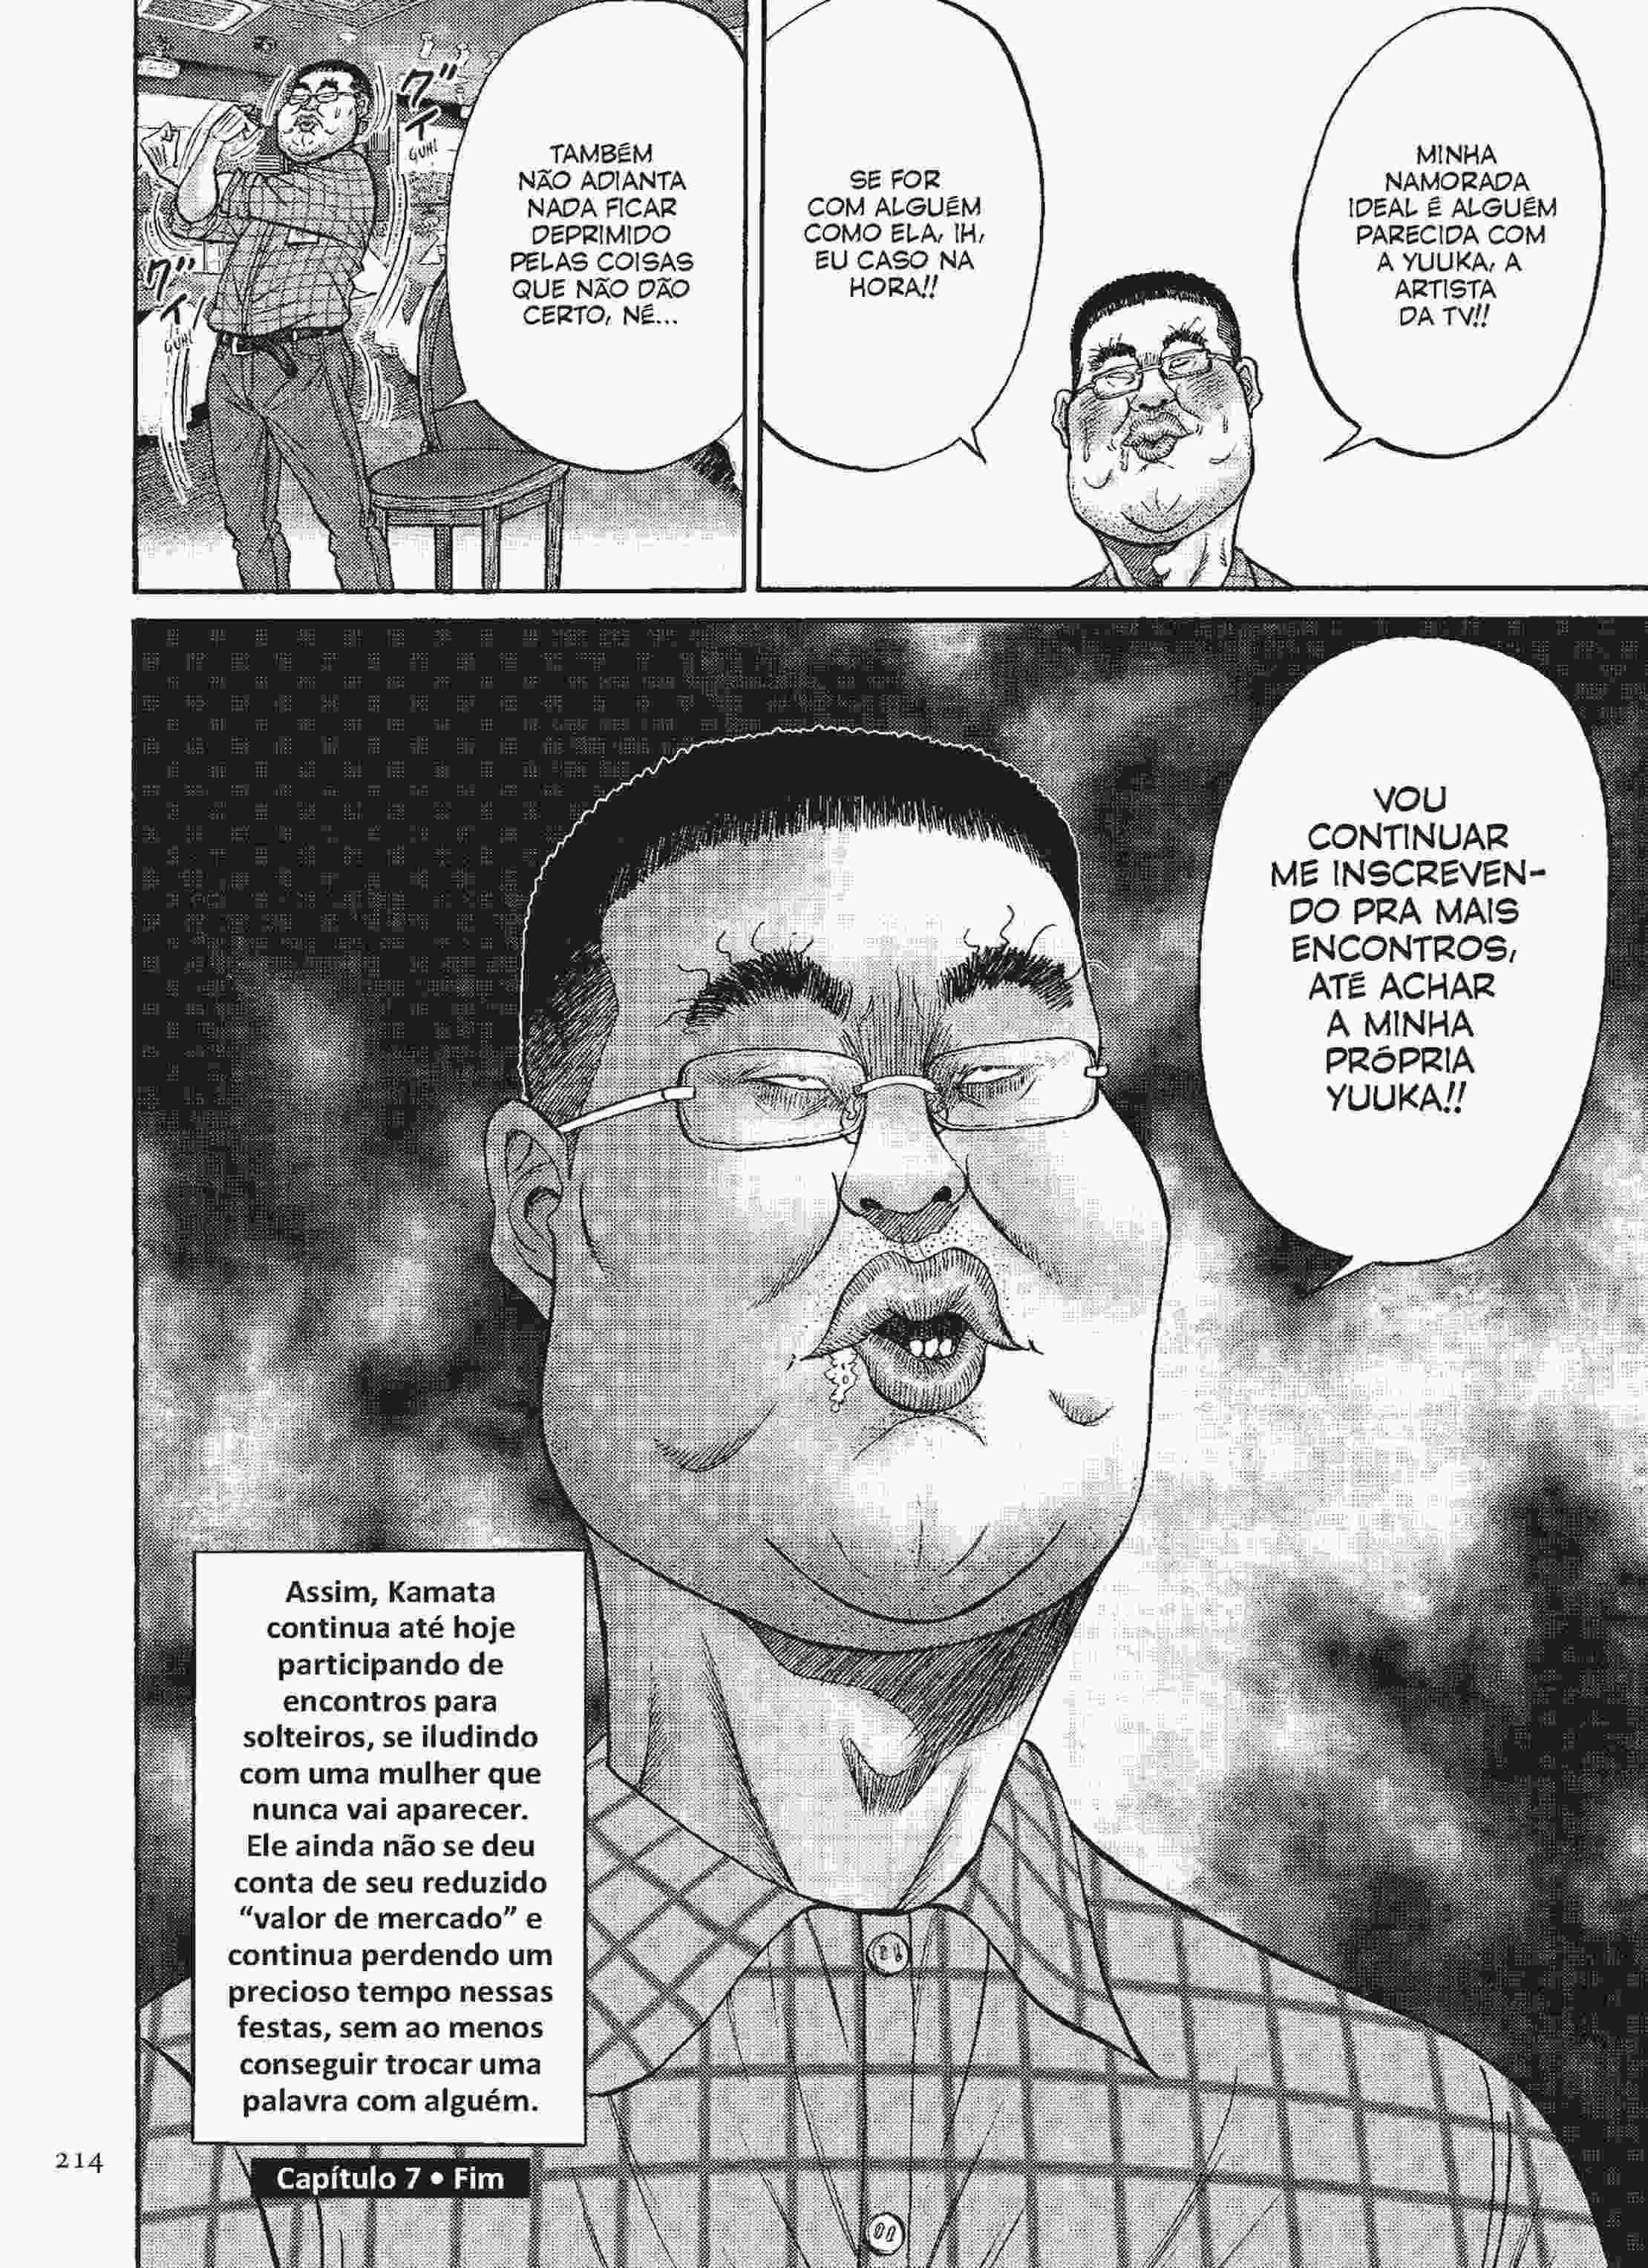 MINHA
NAMORADA
IDEAL É ALGUÉM
PARECIDA COM
A YUUKA, A
ARTISTA
DA TV!!
SE FOR
COM ALGUÉM
COMO ELA, IH,
EU CASO NA
HORA!!
TAMBÉM
NÃO ADIANTA
NADA FICAR
DEPRIMIDO
PELAS COISAS
QUE NÃO DÃO
CERTO, NÉ...
グイ
GUH!
グイ
GUH!
VOU
CONTINUAR
ME INSCREVEN-
DO PRA MAIS
ENCONTROS,
ATÉ ACHAR
A MINHA
PRÓPRIA
YUUKA!!
Assim, Kamata
continua até hoje
participando de
encontros para
solteiros, se iludindo
com uma mulher que
nunca vai aparecer.
Ele ainda não se deu
conta de seu reduzido
“valor de mercado” e
continua perdendo um
precioso tempo nessas
festas, sem ao menos
conseguir trocar uma
palavra com alguém.
214
Capítulo 7 • Fim